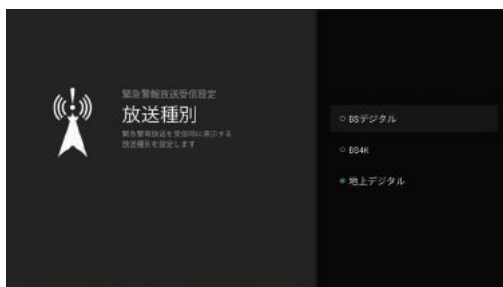 緊急警報放送受信設定
放送種別
緊急警報放送を受信時に表示する
放送種別を設定します
BSデジタル
BS4K
地上デジタル